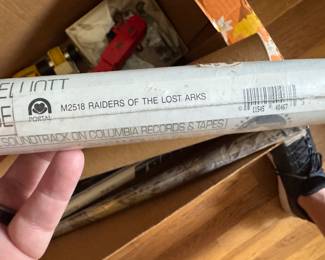 ELLIOTT
M2518 RAIDERS OF THE LOST ARKS
PORTAL
SOUNDTRACK ON COLUMBIA RECORDS & TAPES